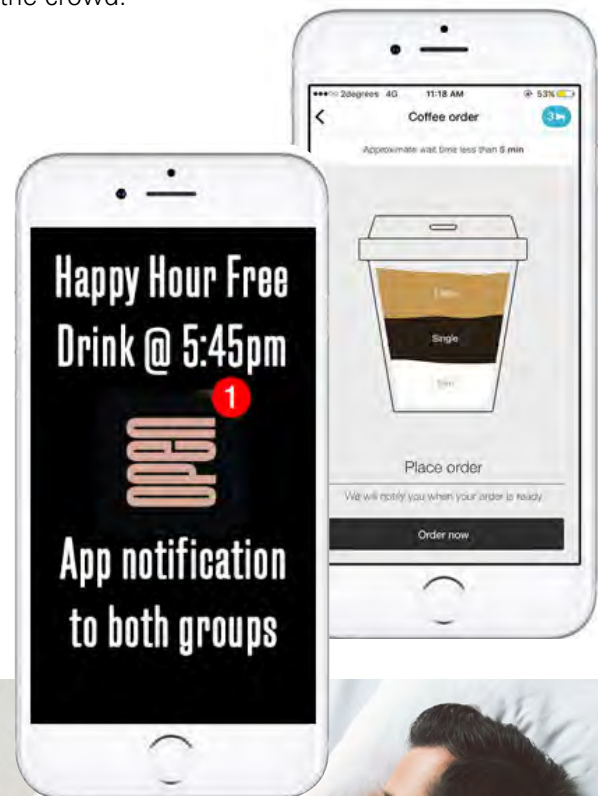 the crowd.
2degrees 4G 11:18 AM 53%
Coffee order
3
Approximate wait time less than 5 min
Single
Place order
We will notify you when your order is ready
Order now
Happy Hour Free
Drink @ 5:45pm
1
open
App notification
to both groups